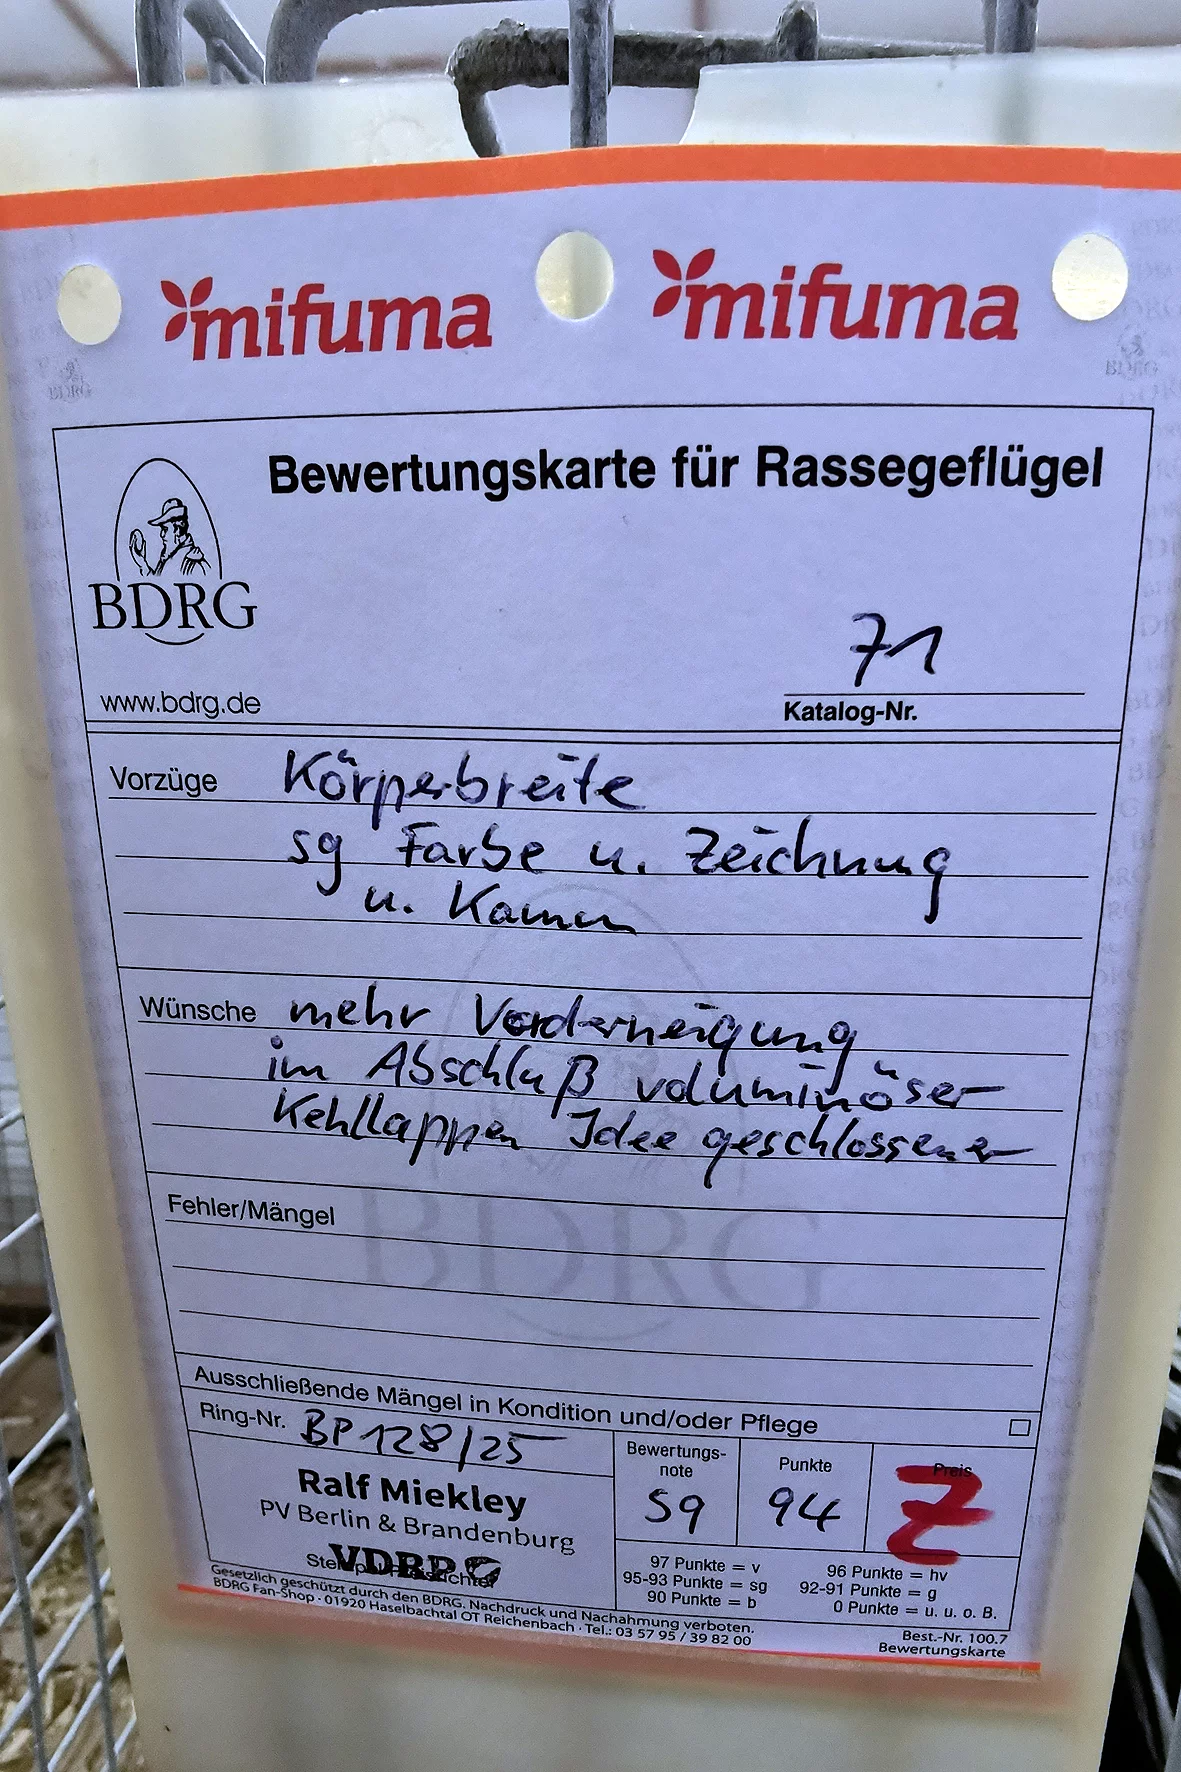 mifuma mifuma
Bewertungskarte für Rassegeflügel
BDRG
www.bdrg.de
71
Katalog-Nr.
Vorzüge Körperbreite
sg Farbe u. Zeichnung
u. Kamm
Wünsche mehr Vorderneigung
im Abschluß voluminöser
Kehllappen Idee geschlossener
Fehler/Mängel
BDRG
Ausschließende Mängel in Kondition und/oder Pflege
Ring-Nr. BP 128/25
Ralf Miekley
PV Berlin & Brandenburg
VDRP
Bewertungs-
note
sg
Punkte
94
Preis
Z
97 Punkte = v 96 Punkte = hv
95-93 Punkte = sg 92-91 Punkte = g
90 Punkte = b 0 Punkte = u. u. o. B.
Gesetzlich geschützt durch den BDRG. Nachdruck und Nachahmung verboten.
BDRG Fan-Shop · 01920 Haselbachtal OT Reichenbach · Tel.: 03 57 95 / 39 82 00
Best.-Nr. 100.7
Bewertungskarte